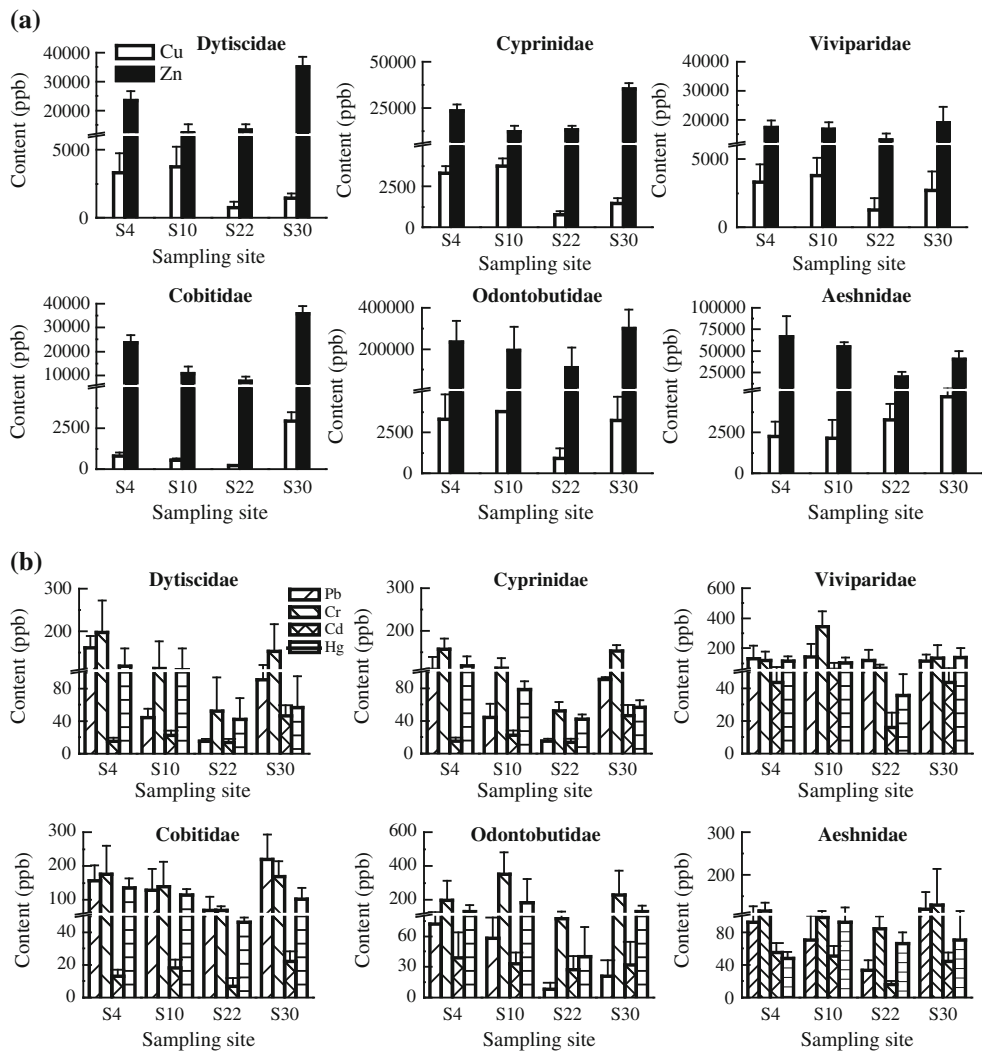 (a)
Dytiscidae
Cu
Zn
Content (ppb)
40000
30000
20000
5000
0
S4 S10 S22 S30
Sampling site
Cyprinidae
Content (ppb)
50000
25000
2500
0
S4 S10 S22 S30
Sampling site
Viviparidae
Content (ppb)
40000
30000
20000
10000
5000
0
S4 S10 S22 S30
Sampling site
Cobitidae
Content (ppb)
40000
30000
20000
10000
2500
0
S4 S10 S22 S30
Sampling site
Odontobutidae
Content (ppb)
400000
200000
2500
0
S4 S10 S22 S30
Sampling site
Aeshnidae
Content (ppb)
100000
75000
50000
25000
2500
0
S4 S10 S22 S30
Sampling site
(b)
Dytiscidae
Pb
Cr
Cd
Hg
Content (ppb)
300
200
80
40
0
S4 S10 S22 S30
Sampling site
Cyprinidae
Content (ppb)
300
200
80
40
0
S4 S10 S22 S30
Sampling site
Viviparidae
Content (ppb)
600
400
200
60
40
20
0
S4 S10 S22 S30
Sampling site
Cobitidae
Content (ppb)
300
200
100
40
20
0
S4 S10 S22 S30
Sampling site
Odontobutidae
Content (ppb)
600
400
200
60
30
0
S4 S10 S22 S30
Sampling site
Aeshnidae
Content (ppb)
300
200
80
40
0
S4 S10 S22 S30
Sampling site